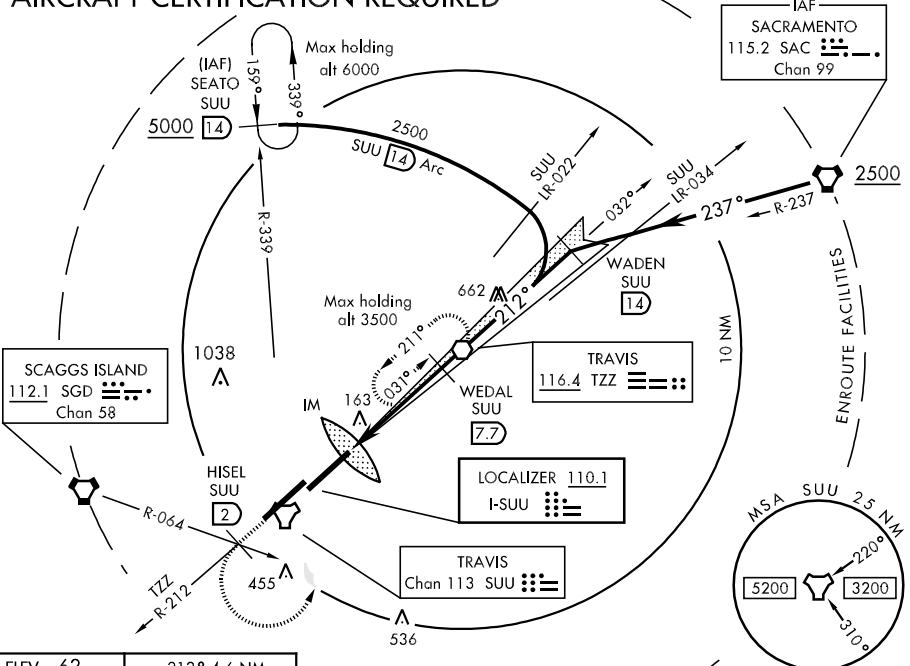 AIRCRAFT CERTIFICATION REQUIRED
IAF
SACRAMENTO
115.2 SAC
Chan 99
(IAF)
SEATO
SUU
14
5000
159°
339°
Max holding
alt 6000
2500
SUU 14 Arc
SUU
LR-022
032°
SUU
LR-034
237°
R-237
2500
R-339
WADEN
SUU
14
662
212°
Max holding
alt 3500
211°
031°
10 NM
ENROUTE FACILITIES
1038
SCAGGS ISLAND
112.1 SGD
Chan 58
TRAVIS
116.4 TZZ
IM
163
WEDAL
SUU
7.7
HISEL
SUU
2
LOCALIZER 110.1
I-SUU
R-064
TZZ
R-212
455
TRAVIS
Chan 113 SUU
536
MSA SUU 25 NM
220°
5200
3200
310°